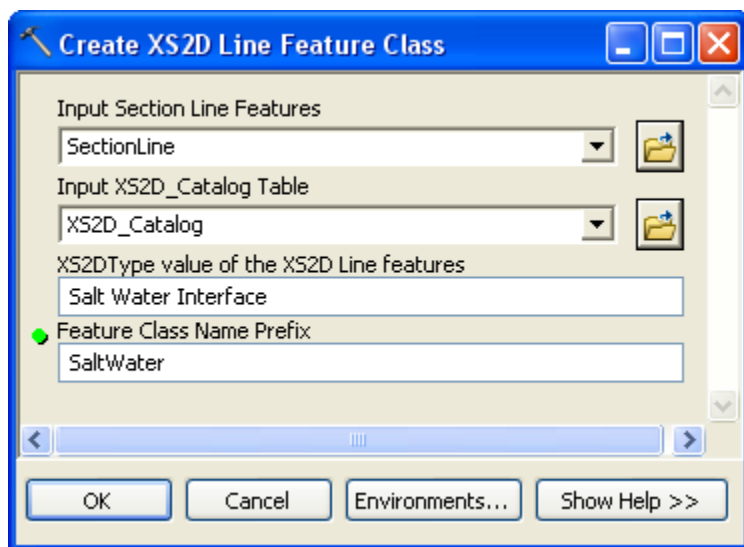 Create XS2D Line Feature Class
Input Section Line Features
SectionLine
Input XS2D_Catalog Table
XS2D_Catalog
XS2DType value of the XS2D Line features
Salt Water Interface
Feature Class Name Prefix
SaltWater
OK Cancel Environments... Show Help >>